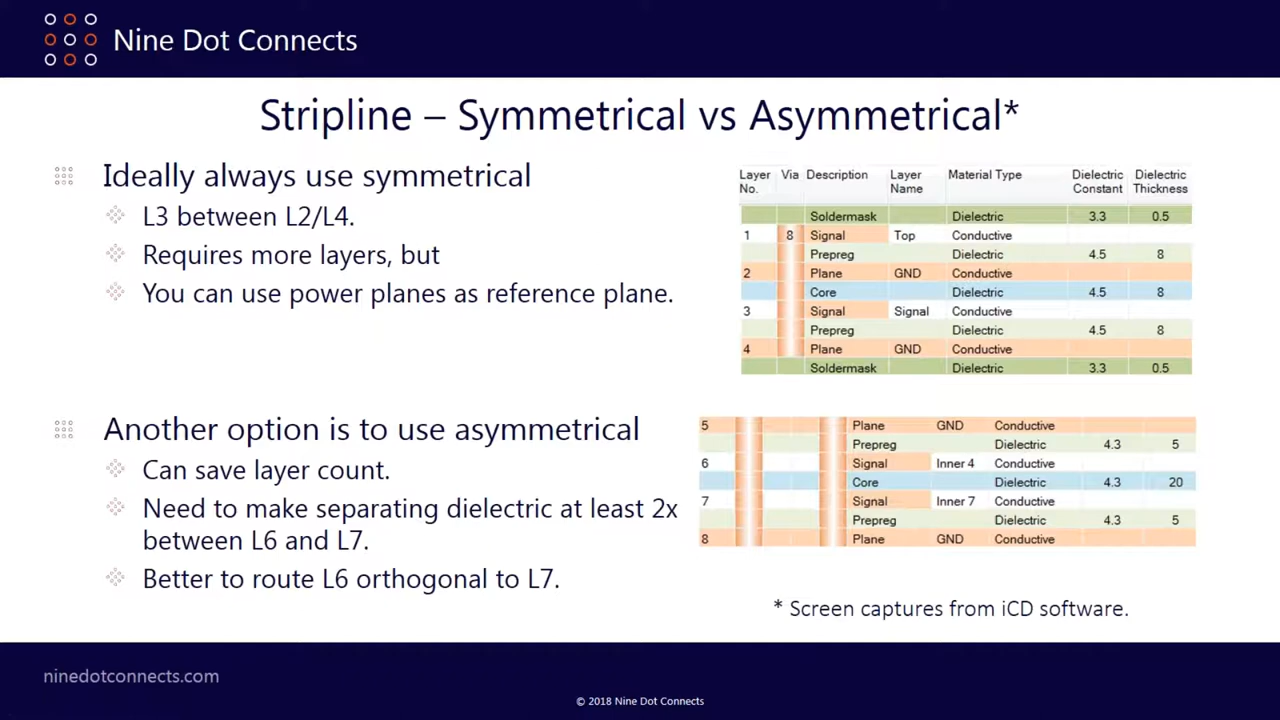 Nine Dot Connects
Stripline – Symmetrical vs Asymmetrical*
Ideally always use symmetrical
L3 between L2/L4.
Requires more layers, but
You can use power planes as reference plane.
Layer No. Via Description Layer Name Material Type Dielectric Constant Dielectric Thickness
Soldermask Dielectric 3.3 0.5
1 8 Signal Top Conductive
Prepreg Dielectric 4.5 8
2 Plane GND Conductive
Core Dielectric 4.5 8
3 Signal Signal Conductive
Prepreg Dielectric 4.5 8
4 Plane GND Conductive
Soldermask Dielectric 3.3 0.5
Another option is to use asymmetrical
Can save layer count.
Need to make separating dielectric at least 2x
between L6 and L7.
Better to route L6 orthogonal to L7.
5 Plane GND Conductive
Prepreg Dielectric 4.3 5
6 Signal Inner 4 Conductive
Core Dielectric 4.3 20
7 Signal Inner 7 Conductive
Prepreg Dielectric 4.3 5
8 Plane GND Conductive
* Screen captures from iCD software.
ninedotconnects.com
© 2018 Nine Dot Connects